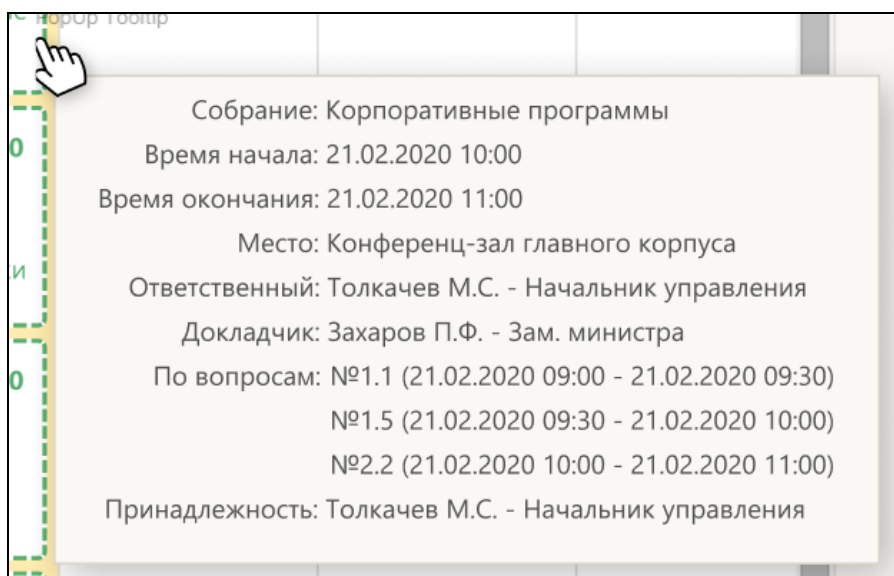 PopUp Tooltip
Собрание: Корпоративные программы
0
Время начала: 21.02.2020 10:00
Время окончания: 21.02.2020 11:00
Место: Конференц-зал главного корпуса
ки
Ответственный: Толкачев М.С. - Начальник управления
Докладчик: Захаров П.Ф. - Зам. министра
0
По вопросам: №1.1 (21.02.2020 09:00 - 21.02.2020 09:30)
№1.5 (21.02.2020 09:30 - 21.02.2020 10:00)
№2.2 (21.02.2020 10:00 - 21.02.2020 11:00)
Принадлежность: Толкачев М.С. - Начальник управления